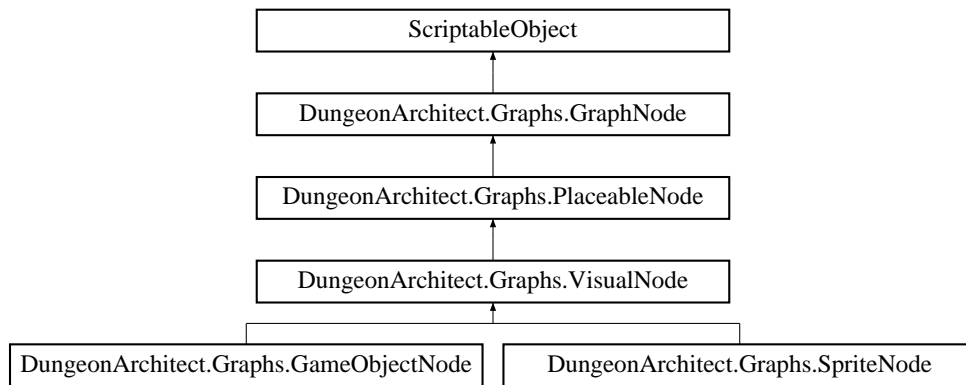 ScriptableObject
DungeonArchitect.Graphs.GraphNode
DungeonArchitect.Graphs.PlaceableNode
DungeonArchitect.Graphs.VisualNode
DungeonArchitect.Graphs.GameObjectNode
DungeonArchitect.Graphs.SpriteNode